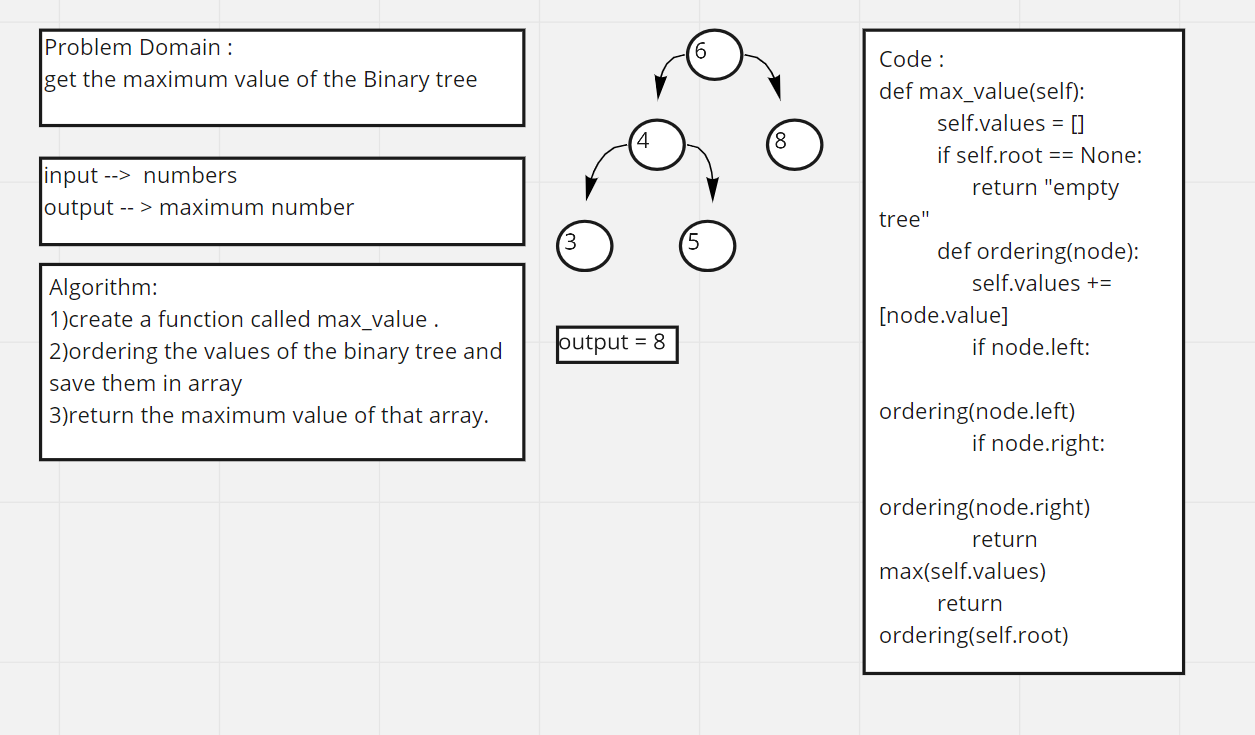 Problem Domain :
get the maximum value of the Binary tree
input -->  numbers
output -- > maximum number
Algorithm:
1)create a function called max_value .
2)ordering the values of the binary tree and
save them in array
3)return the maximum value of that array.
6
4
8
3
5
output = 8
Code :
def max_value(self):
self.values = []
if self.root == None:
return "empty
tree"
def ordering(node):
self.values +=
[node.value]
if node.left:
ordering(node.left)
if node.right:
ordering(node.right)
return
max(self.values)
return
ordering(self.root)